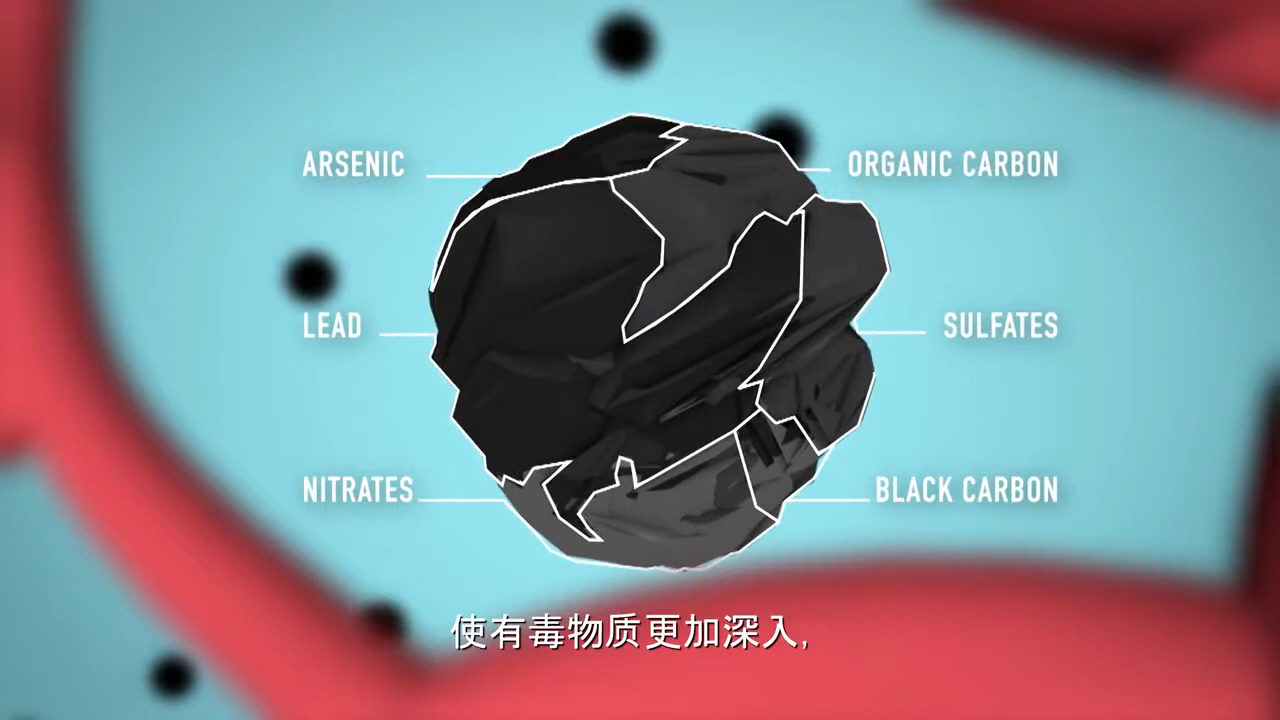 ARSENIC
ORGANIC CARBON
LEAD
SULFATES
NITRATES
BLACK CARBON
使有毒物质更加深入,